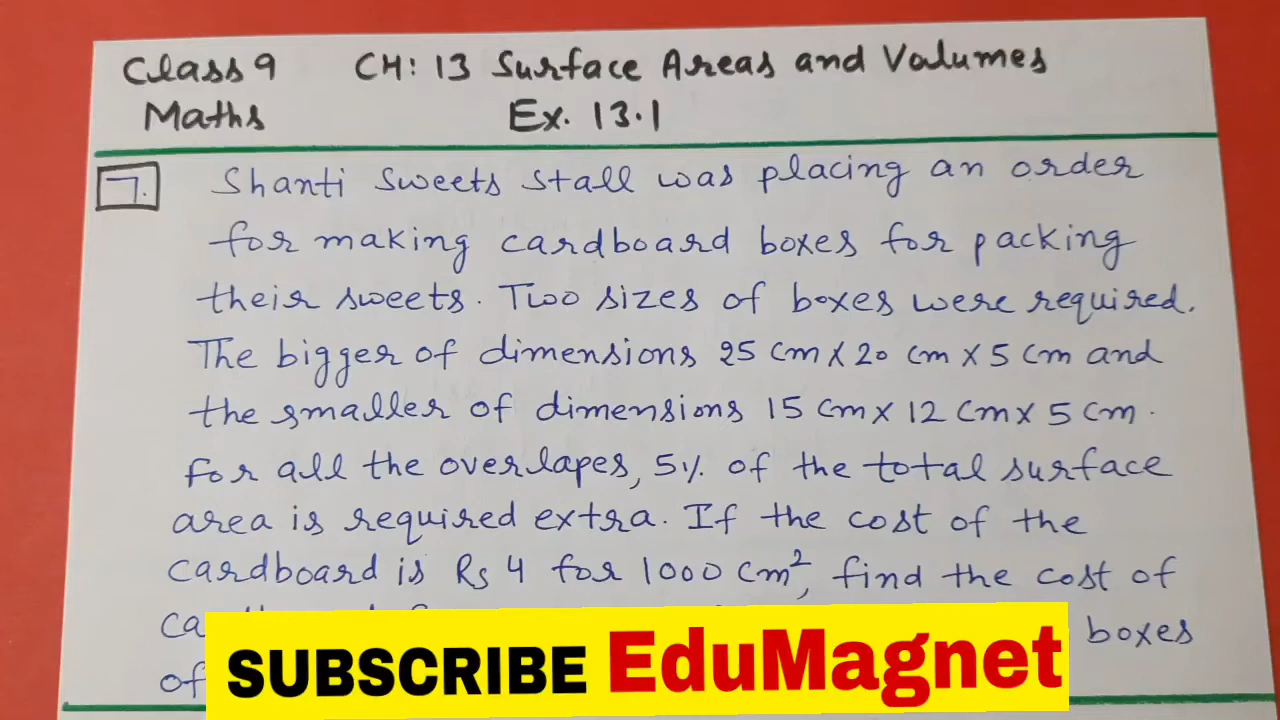 Class 9 CH: 13 Surface Areas and Valumes
Maths Ex. 13.1
7. Shanti Sweets Stall was placing an order
for making cardboard boxes for packing
their sweets. Two sizes of boxes were required.
The bigger of dimensions 25 cm x 20 cm x 5 cm and
the smaller of dimensions 15 cm x 12 cm x 5 cm.
For all the overlapes, 5% of the total surface
area is required extra. If the cost of the
cardboard is Rs 4 for 1000 cm², find the cost of
boxes
of
SUBSCRIBE EduMagnet